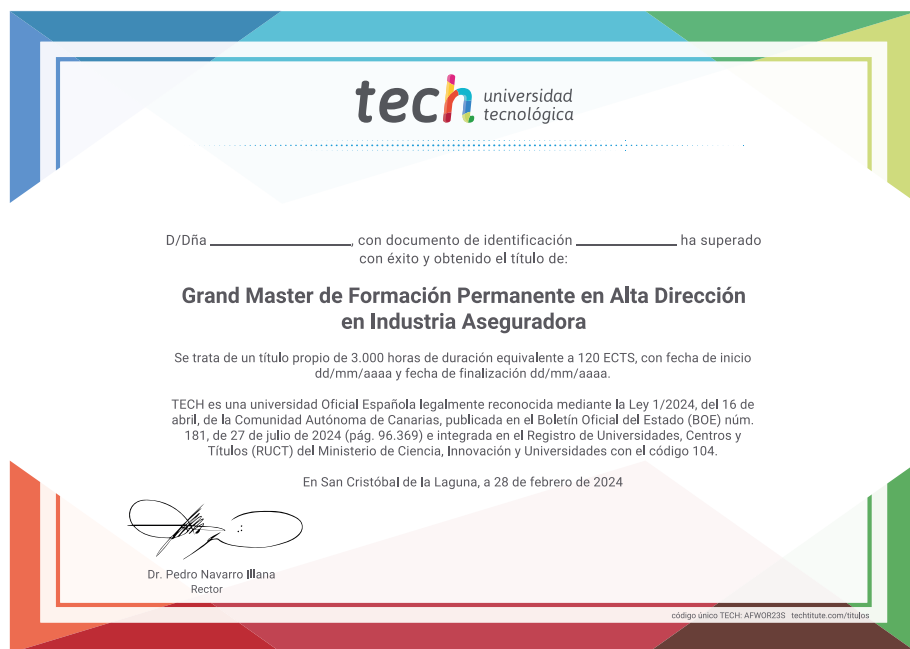 tech universidad
tecnológica
D/Dña ______________, con documento de identificación __________ ha superado
con éxito y obtenido el título de:
Grand Master de Formación Permanente en Alta Dirección
en Industria Aseguradora
Se trata de un título propio de 3.000 horas de duración equivalente a 120 ECTS, con fecha de inicio
dd/mm/aaaa y fecha de finalización dd/mm/aaaa.
TECH es una universidad Oficial Española legalmente reconocida mediante la Ley 1/2024, del 16 de
abril, de la Comunidad Autónoma de Canarias, publicada en el Boletín Oficial del Estado (BOE) núm.
181, de 27 de julio de 2024 (pág. 96.369) e integrada en el Registro de Universidades, Centros y
Títulos (RUCT) del Ministerio de Ciencia, Innovación y Universidades con el código 104.
En San Cristóbal de la Laguna, a 28 de febrero de 2024
Dr. Pedro Navarro Illana
Rector
código único TECH: AFWOR23S techtitute.com/titulos